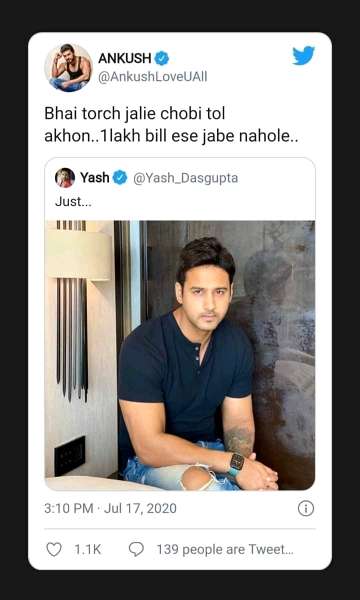 ANKUSH
@AnkushLoveUAll
Bhai torch jalie chobi tol
akhon..1lakh bill ese jabe nahole..
Yash @Yash_Dasgupta
Just...
3:10 PM · Jul 17, 2020
1.1K 139 people are Tweet...